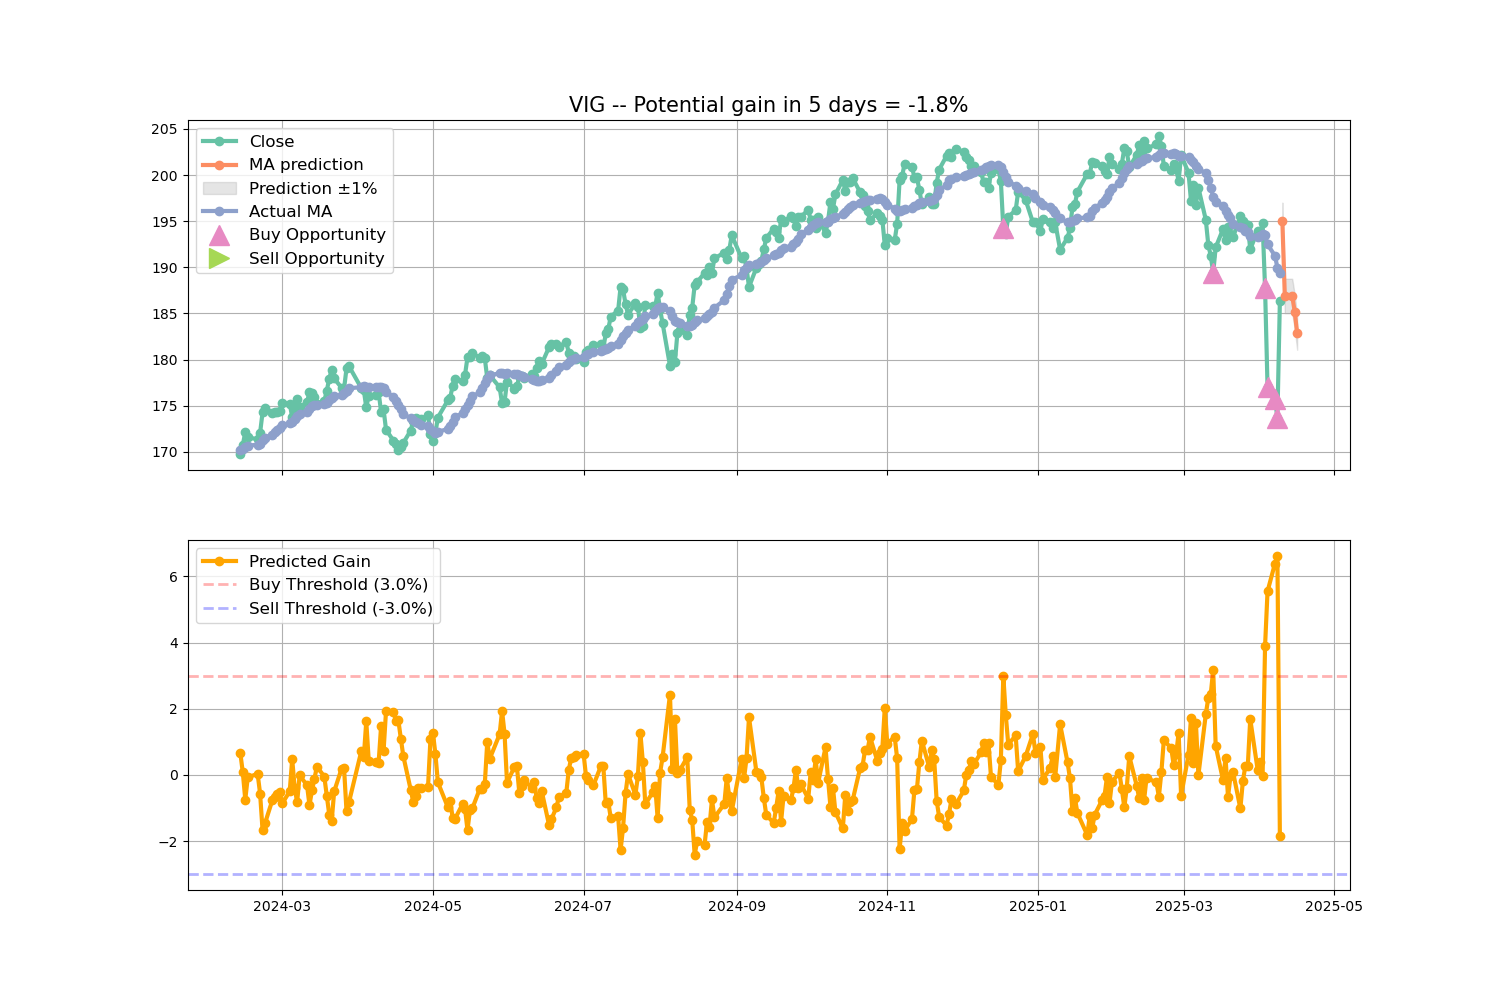 VIG -- Potential gain in 5 days = -1.8%
205
200
195
190
185
180
175
170
Close
MA prediction
Prediction ±1%
Actual MA
Buy Opportunity
Sell Opportunity
6
4
2
0
−2
Predicted Gain
Buy Threshold (3.0%)
Sell Threshold (-3.0%)
2024-03 2024-05 2024-07 2024-09 2024-11 2025-01 2025-03 2025-05